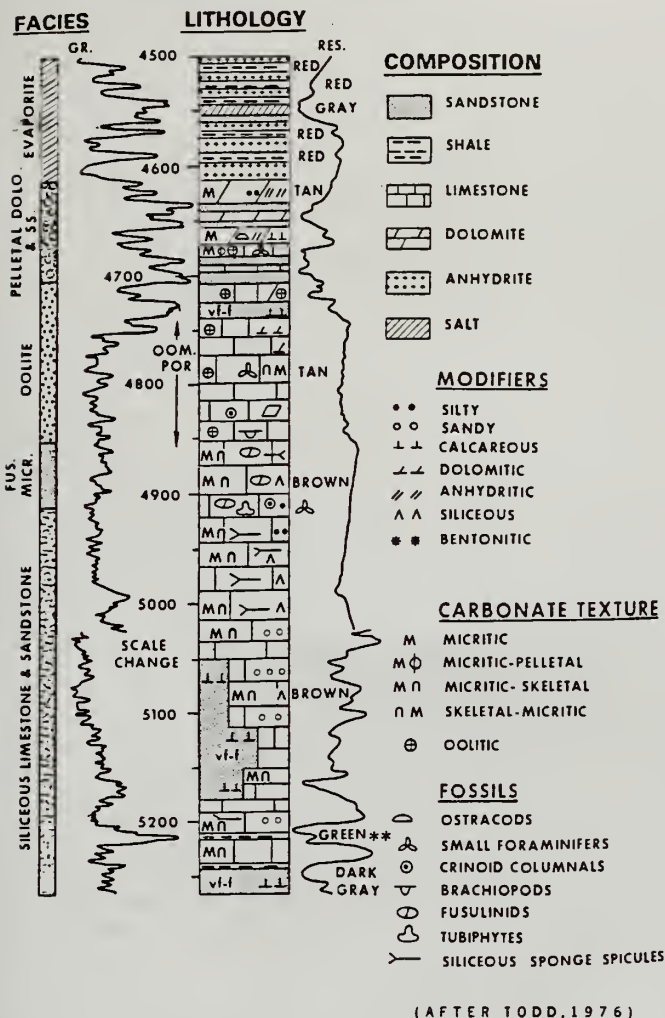 FACIES
LITHOLOGY
GR.
RES.
EVAPORITE
PELLETAL DOLO.
& SS.
OOLITE
FUS.
MICR.
SILICEOUS LIMESTONE & SANDSTONE
4500
4600
4700
4800
4900
5000
5100
5200
OOM.
POR
SCALE
CHANGE
RED
RED
GRAY
RED
RED
TAN
TAN
BROWN
BROWN
GREEN**
DARK
GRAY
M
M
M
vf-f
M
M
M
M
M
M
M
M
vf-f
M
M
M
vf-f
COMPOSITION
SANDSTONE
SHALE
LIMESTONE
DOLOMITE
ANHYDRITE
SALT
MODIFIERS
SILTY
SANDY
CALCAREOUS
DOLOMITIC
ANHYDRITIC
SILICEOUS
** BENTONITIC
CARBONATE TEXTURE
M MICRITIC
Mϕ MICRITIC-PELLETAL
M∩ MICRITIC-SKELETAL
∩M SKELETAL-MICRITIC
⊕ OOLITIC
FOSSILS
OSTRACODS
SMALL FORAMINIFERS
CRINOID COLUMNALS
BRACHIOPODS
FUSULINIDS
TUBIPHYTES
SILICEOUS SPONGE SPICULES
(AFTER TODD, 1976)